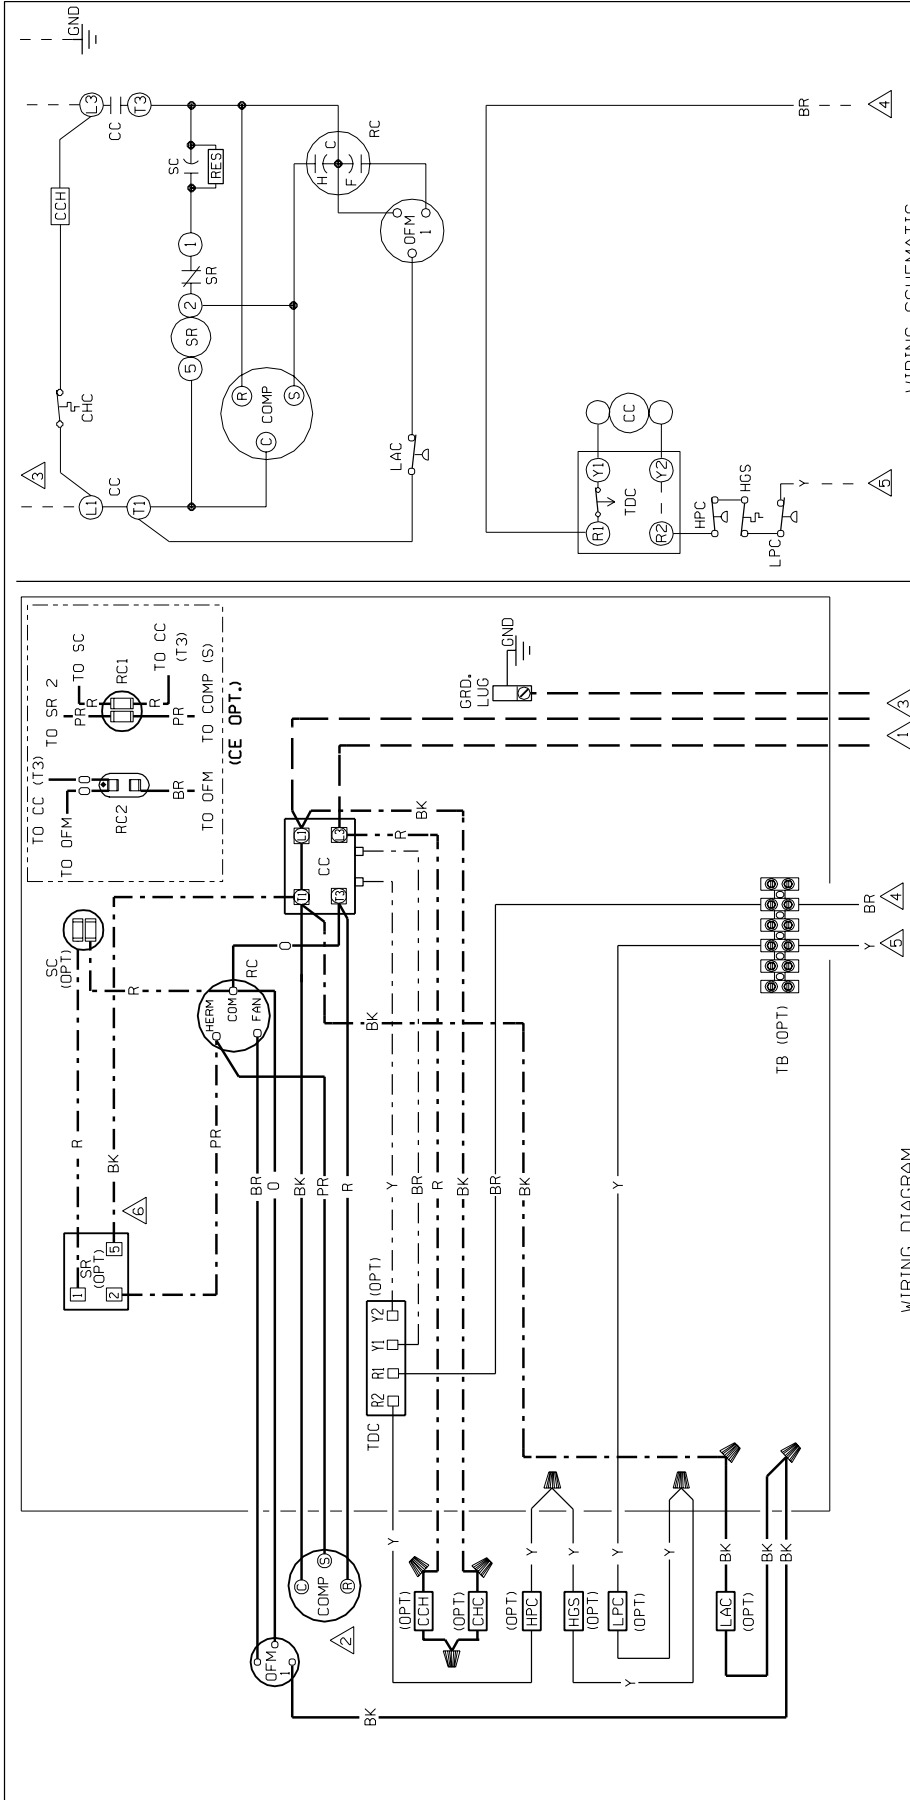 GND
L3
CC
T3
CCH
SC
RES
1
SR
2
SR
5
CHC
3
L1
CC
T1
R
COMP
S
C
H
C
F
RC
OFM
1
LAC
BR
4
WIRING SCHEMATIC
CC
Y1
Y2
TDC
R1
R2
HPC
HGS
LPC
Y
5
TO SR 2
TO SC
PR
R
RC1
PR
R
TO CC
(T3)
TO COMP (S)
TO CC (T3)
TO OFM
O
O
RC2
BR
TO OFM
(CE OPT.)
GRD.
LUG
GND
1
3
L1
L3
CC
T1
T3
BK
R
SC
(OPT)
R
RC
O
HERM
COM
FAN
BK
BR
4
Y
5
TB (OPT)
R
BK
6
PR
1
SR
(OPT)
5
2
BR
O
BK
PR
R
Y
BR
R
BK
BR
BK
Y
WIRING DIAGRAM
(OPT)
R2
R1
Y1
Y2
TDC
Y
C
S
COMP
R
2
OFM
1
BK
(OPT)
CCH
(OPT)
CHC
Y
(OPT)
HPC
Y
HGS
(OPT)
Y
LPC
(OPT)
Y
Y
BK
LAC
(OPT)
BK
BK